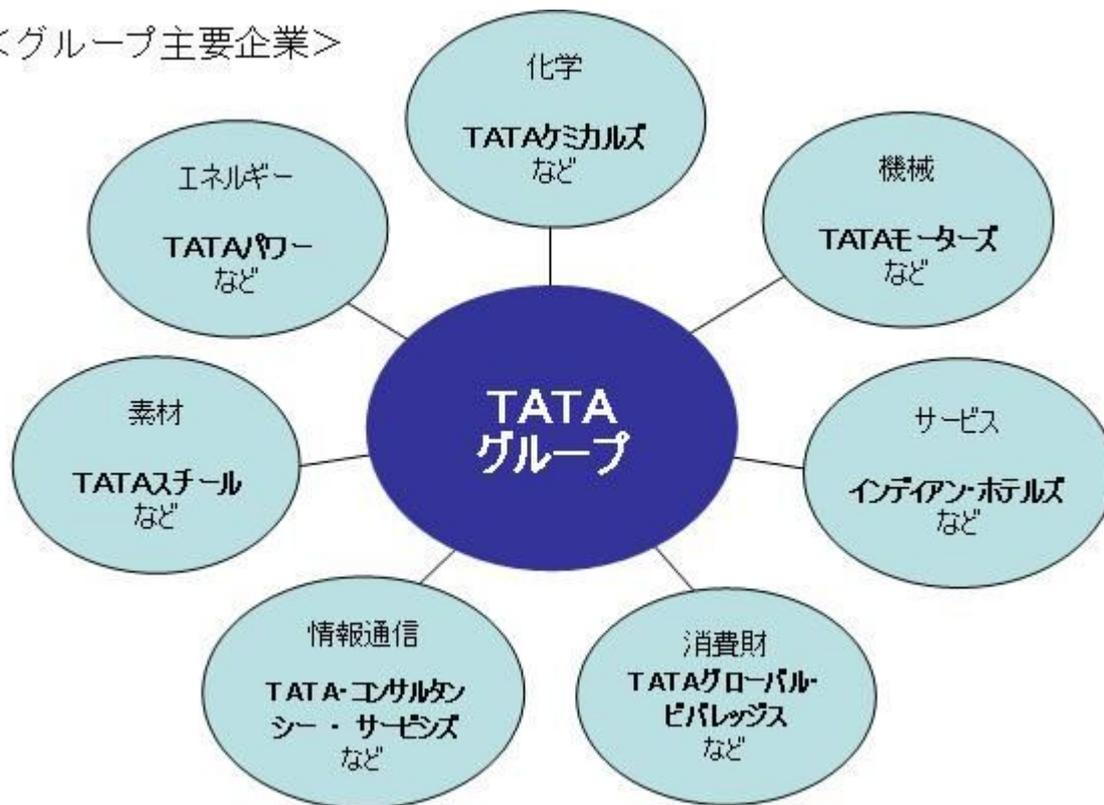 <グループ主要企業>
化学
TATAケミカルズ
など
機械
TATAモーターズ
など
サービス
インディアン・ホテルズ
など
消費財
TATAグローバル・
ビバレッジス
など
情報通信
TATA・コンサルタン
シー・サービシズ
など
素材
TATAスチール
など
エネルギー
TATAパワー
など
TATA
グループ